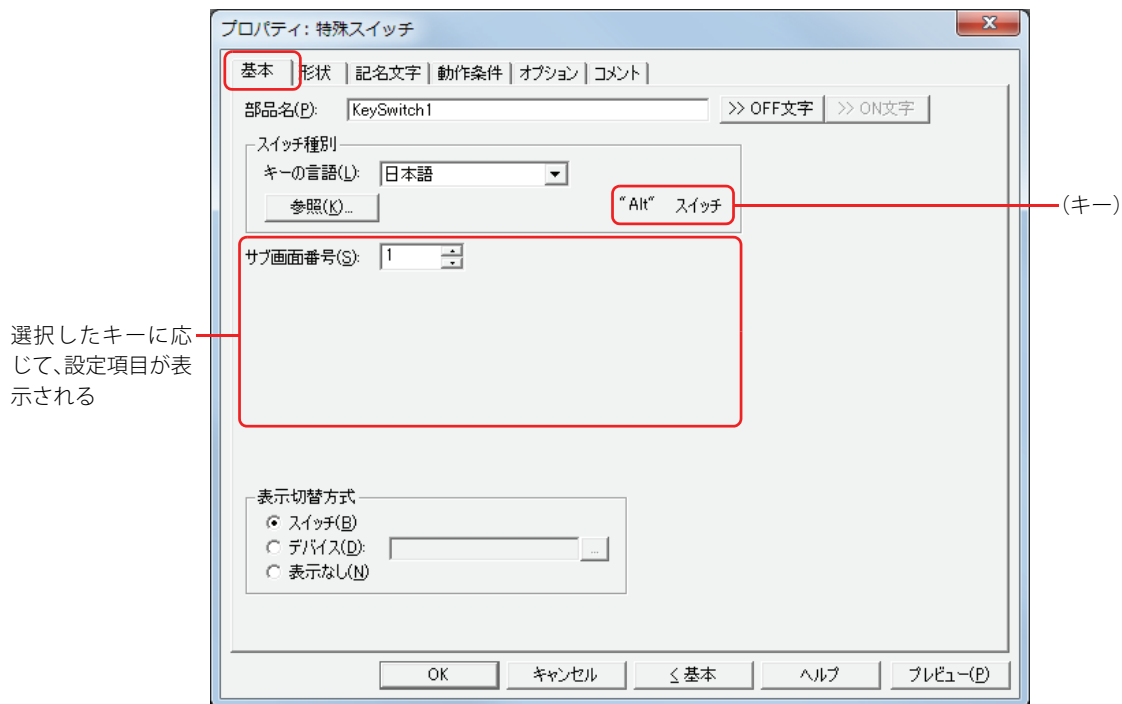 プロパティ: 特殊スイッチ
基本 形状 記名文字 動作条件 オプション コメント
部品名(P): KeySwitch1 >> OFF文字 >> ON文字
スイッチ種別
キーの言語(L): 日本語
参照(K)... "Alt" スイッチ
(キー)
サブ画面番号(S): 1
選択したキーに応
じて、設定項目が表
示される
表示切替方式
スイッチ(B)
デバイス(D): ...
表示なし(N)
OK キャンセル < 基本 ヘルプ プレビュー(P)